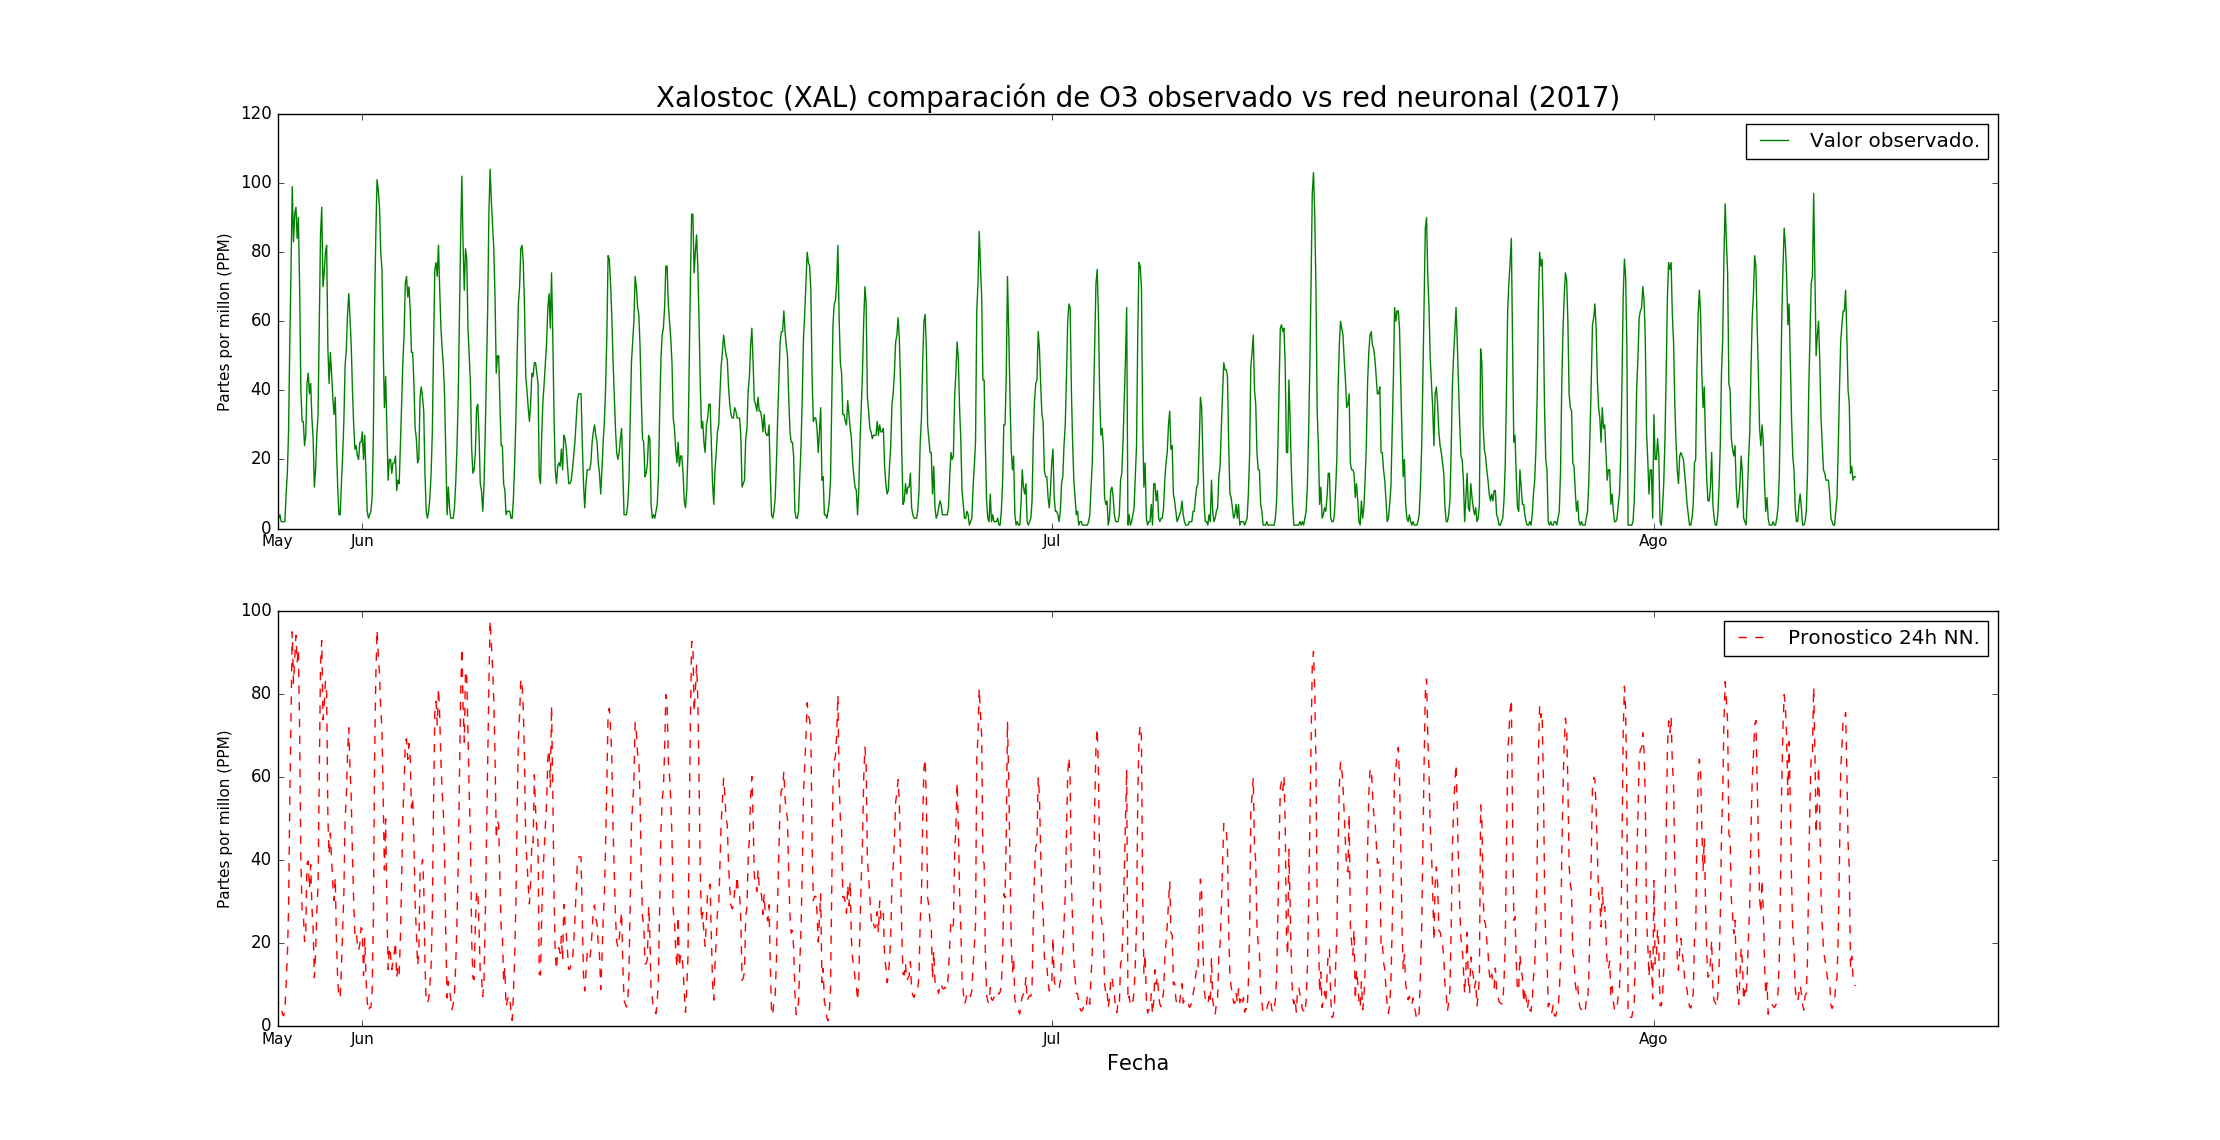 Xalostoc (XAL) comparación de O3 observado vs red neuronal (2017)
120
100
80
60
40
20
0
Partes por millon (PPM)
Valor observado.
May Jun Jul Ago
100
80
60
40
20
0
Partes por millon (PPM)
Pronostico 24h NN.
May Jun Jul Ago
Fecha